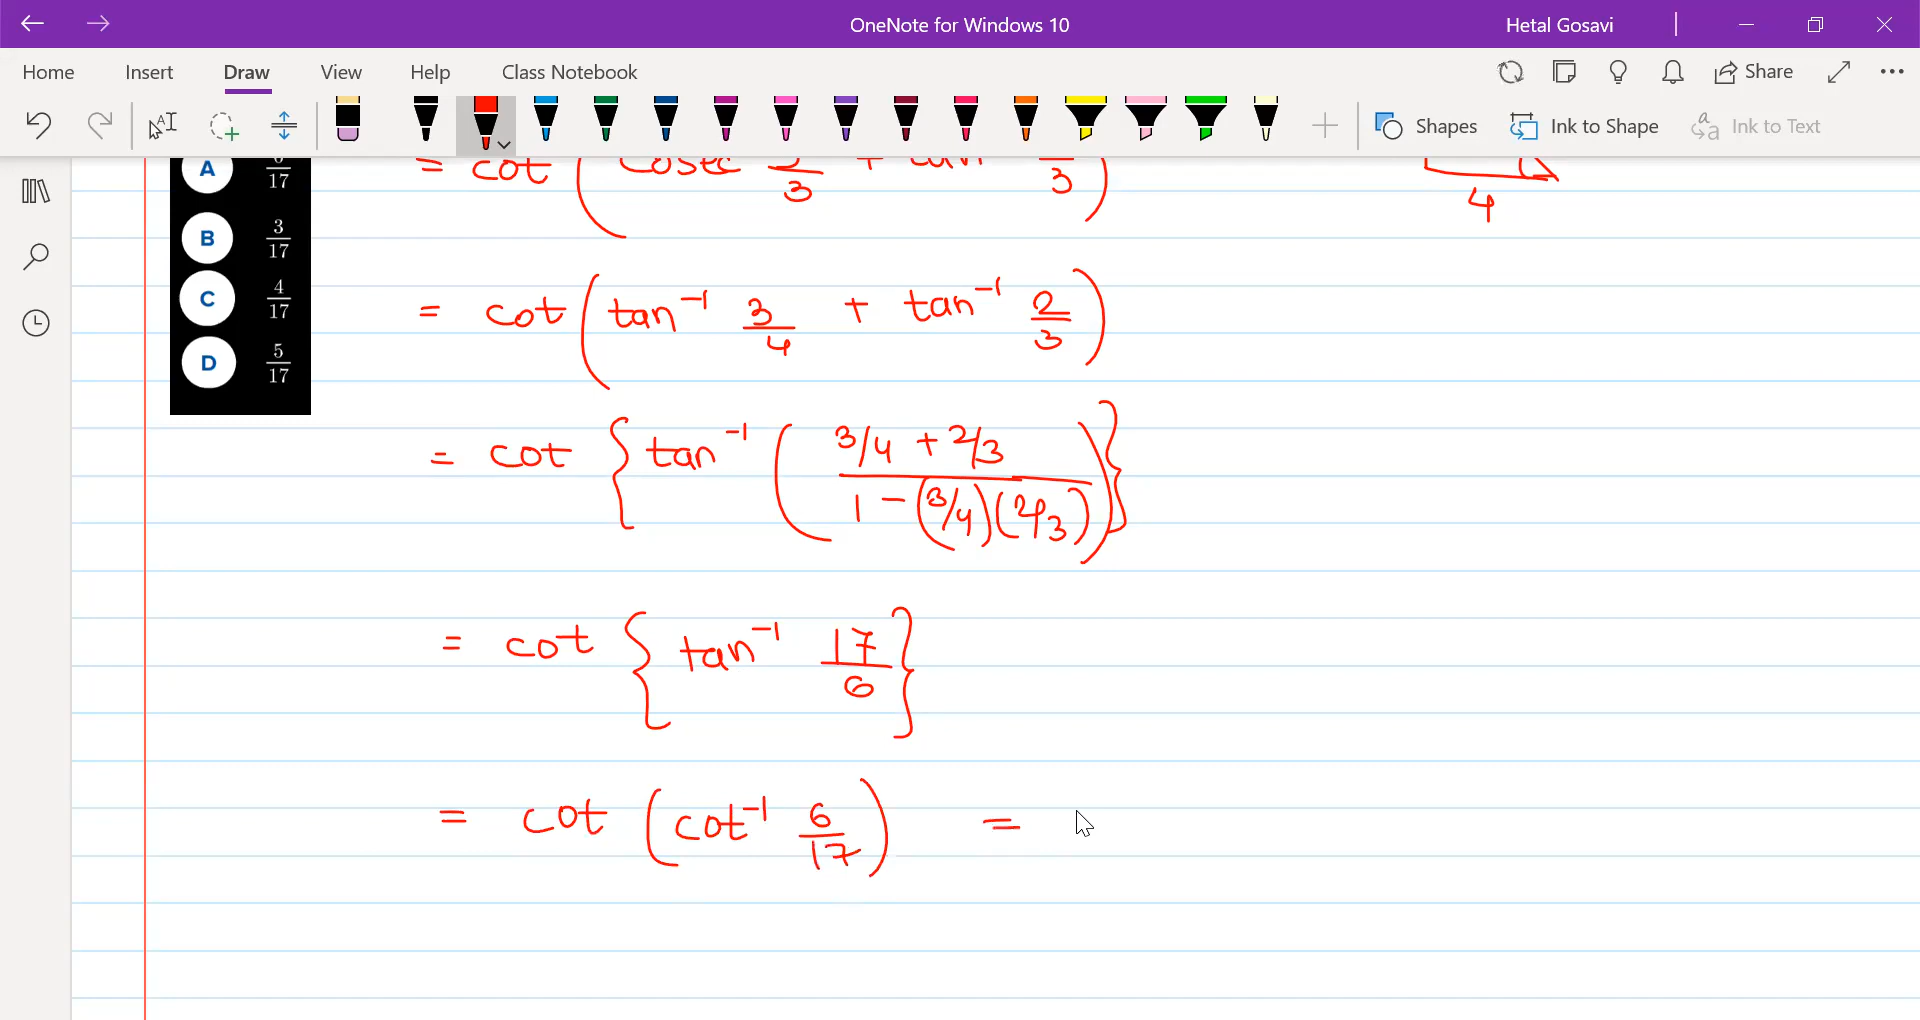 OneNote for Windows 10
Hetal Gosavi
Home Insert Draw View Help Class Notebook
Share
Shapes Ink to Shape Ink to Text
A 6/17
B 3/17
C 4/17
D 5/17
= cot ( cosec 5/3 + tan 2/3 )
4
= cot ( tan⁻¹ 3/4 + tan⁻¹ 2/3 )
= cot { tan⁻¹ ( (3/4 + 2/3) / (1 - (3/4)(2/3)) ) }
= cot { tan⁻¹ 17/6 }
= cot ( cot⁻¹ 6/17 ) =